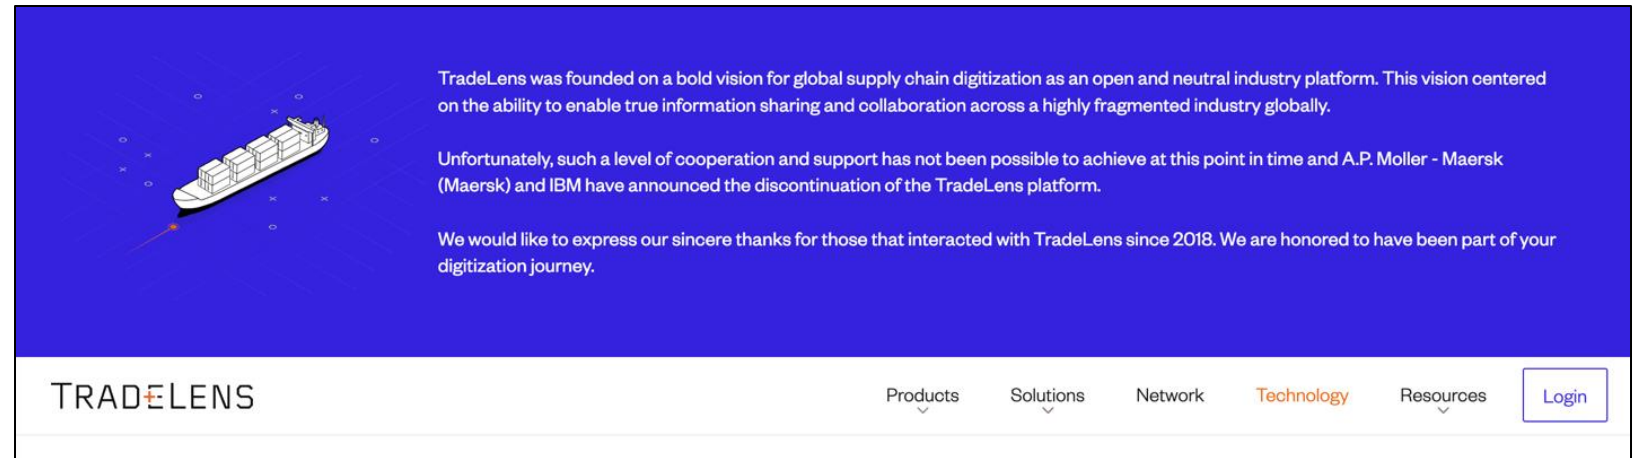 TradeLens was founded on a bold vision for global supply chain digitization as an open and neutral industry platform. This vision centered
on the ability to enable true information sharing and collaboration across a highly fragmented industry globally.
Unfortunately, such a level of cooperation and support has not been possible to achieve at this point in time and A.P. Moller - Maersk
(Maersk) and IBM have announced the discontinuation of the TradeLens platform.
We would like to express our sincere thanks for those that interacted with TradeLens since 2018. We are honored to have been part of your
digitization journey.
TRADELENS Products Solutions Network Technology Resources Login